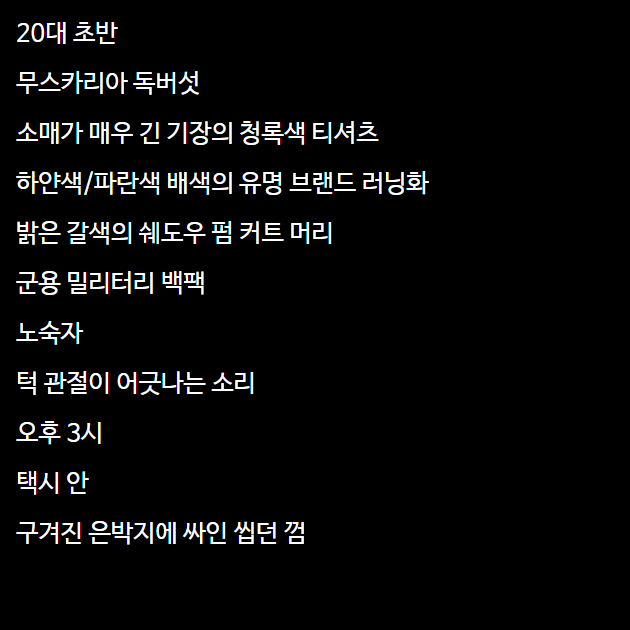 20대 초반
무스카리아 독버섯
소매가 매우 긴 기장의 청록색 티셔츠
하얀색/파란색 배색의 유명 브랜드 러닝화
밝은 갈색의 쉐도우 펌 커트 머리
군용 밀리터리 백팩
노숙자
턱 관절이 어긋나는 소리
오후 3시
택시 안
구겨진 은박지에 싸인 씹던 껌